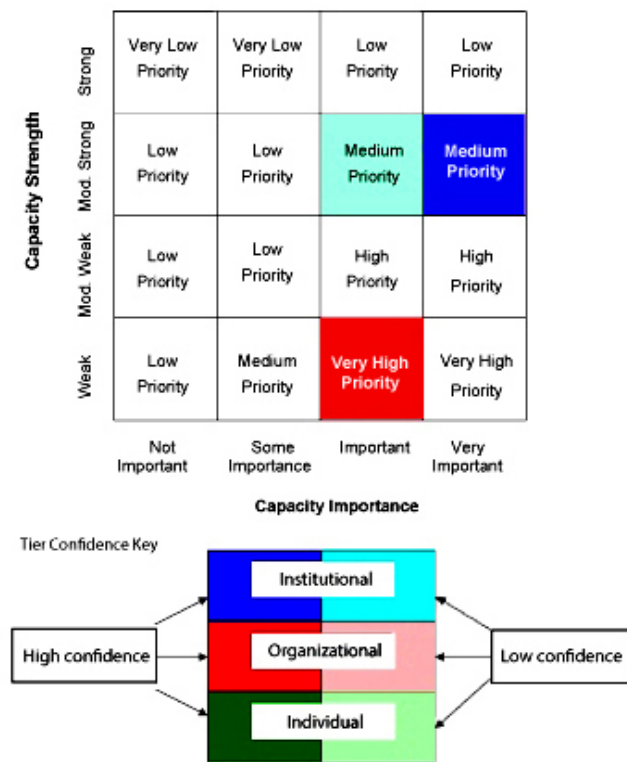 Very Low
Priority
Very Low
Priority
Low
Priority
Low
Priority
Strong
Low
Priority
Low
Priority
Medium
Priority
Medium
Priority
Mod. Strong
Capacity Strength
Low
Priority
Low
Priority
High
Priority
High
Priority
Mod. Weak
Low
Priority
Medium
Priority
Very High
Priority
Very High
Priority
Weak
Not
Important
Some
Importance
Important
Very
Important
Capacity Importance
Tier Confidence Key
Institutional
High confidence
Organizational
Low confidence
Individual